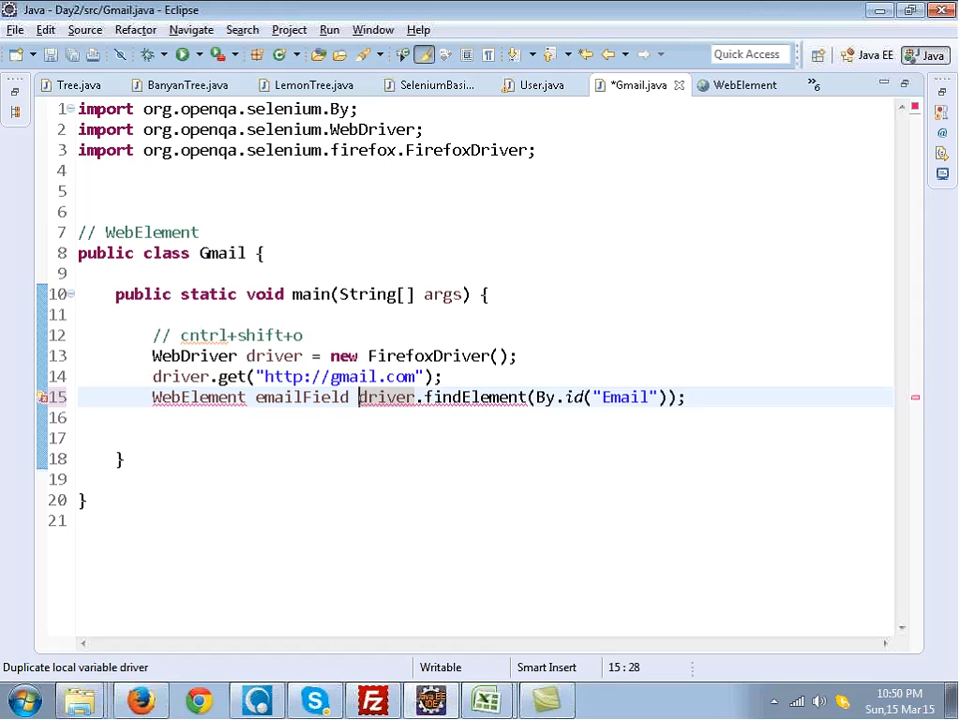 Java - Day2/src/Gmail.java - Eclipse
File Edit Source Refactor Navigate Search Project Run Window Help
Quick Access Java EE Java
Tree.java BanyanTree.java LemonTree.java SeleniumBasi... User.java *Gmail.java WebElement »6
1 import org.openqa.selenium.By;
2 import org.openqa.selenium.WebDriver;
3 import org.openqa.selenium.firefox.FirefoxDriver;
4
5
6
7 // WebElement
8 public class Gmail {
9
10 public static void main(String[] args) {
11
12 // cntrl+shift+o
13 WebDriver driver = new FirefoxDriver();
14 driver.get("http://gmail.com");
15 WebElement emailField driver.findElement(By.id("Email"));
16
17
18 }
19
20 }
21
Duplicate local variable driver Writable Smart Insert 15 : 28
10:50 PM
Sun,15 Mar 15